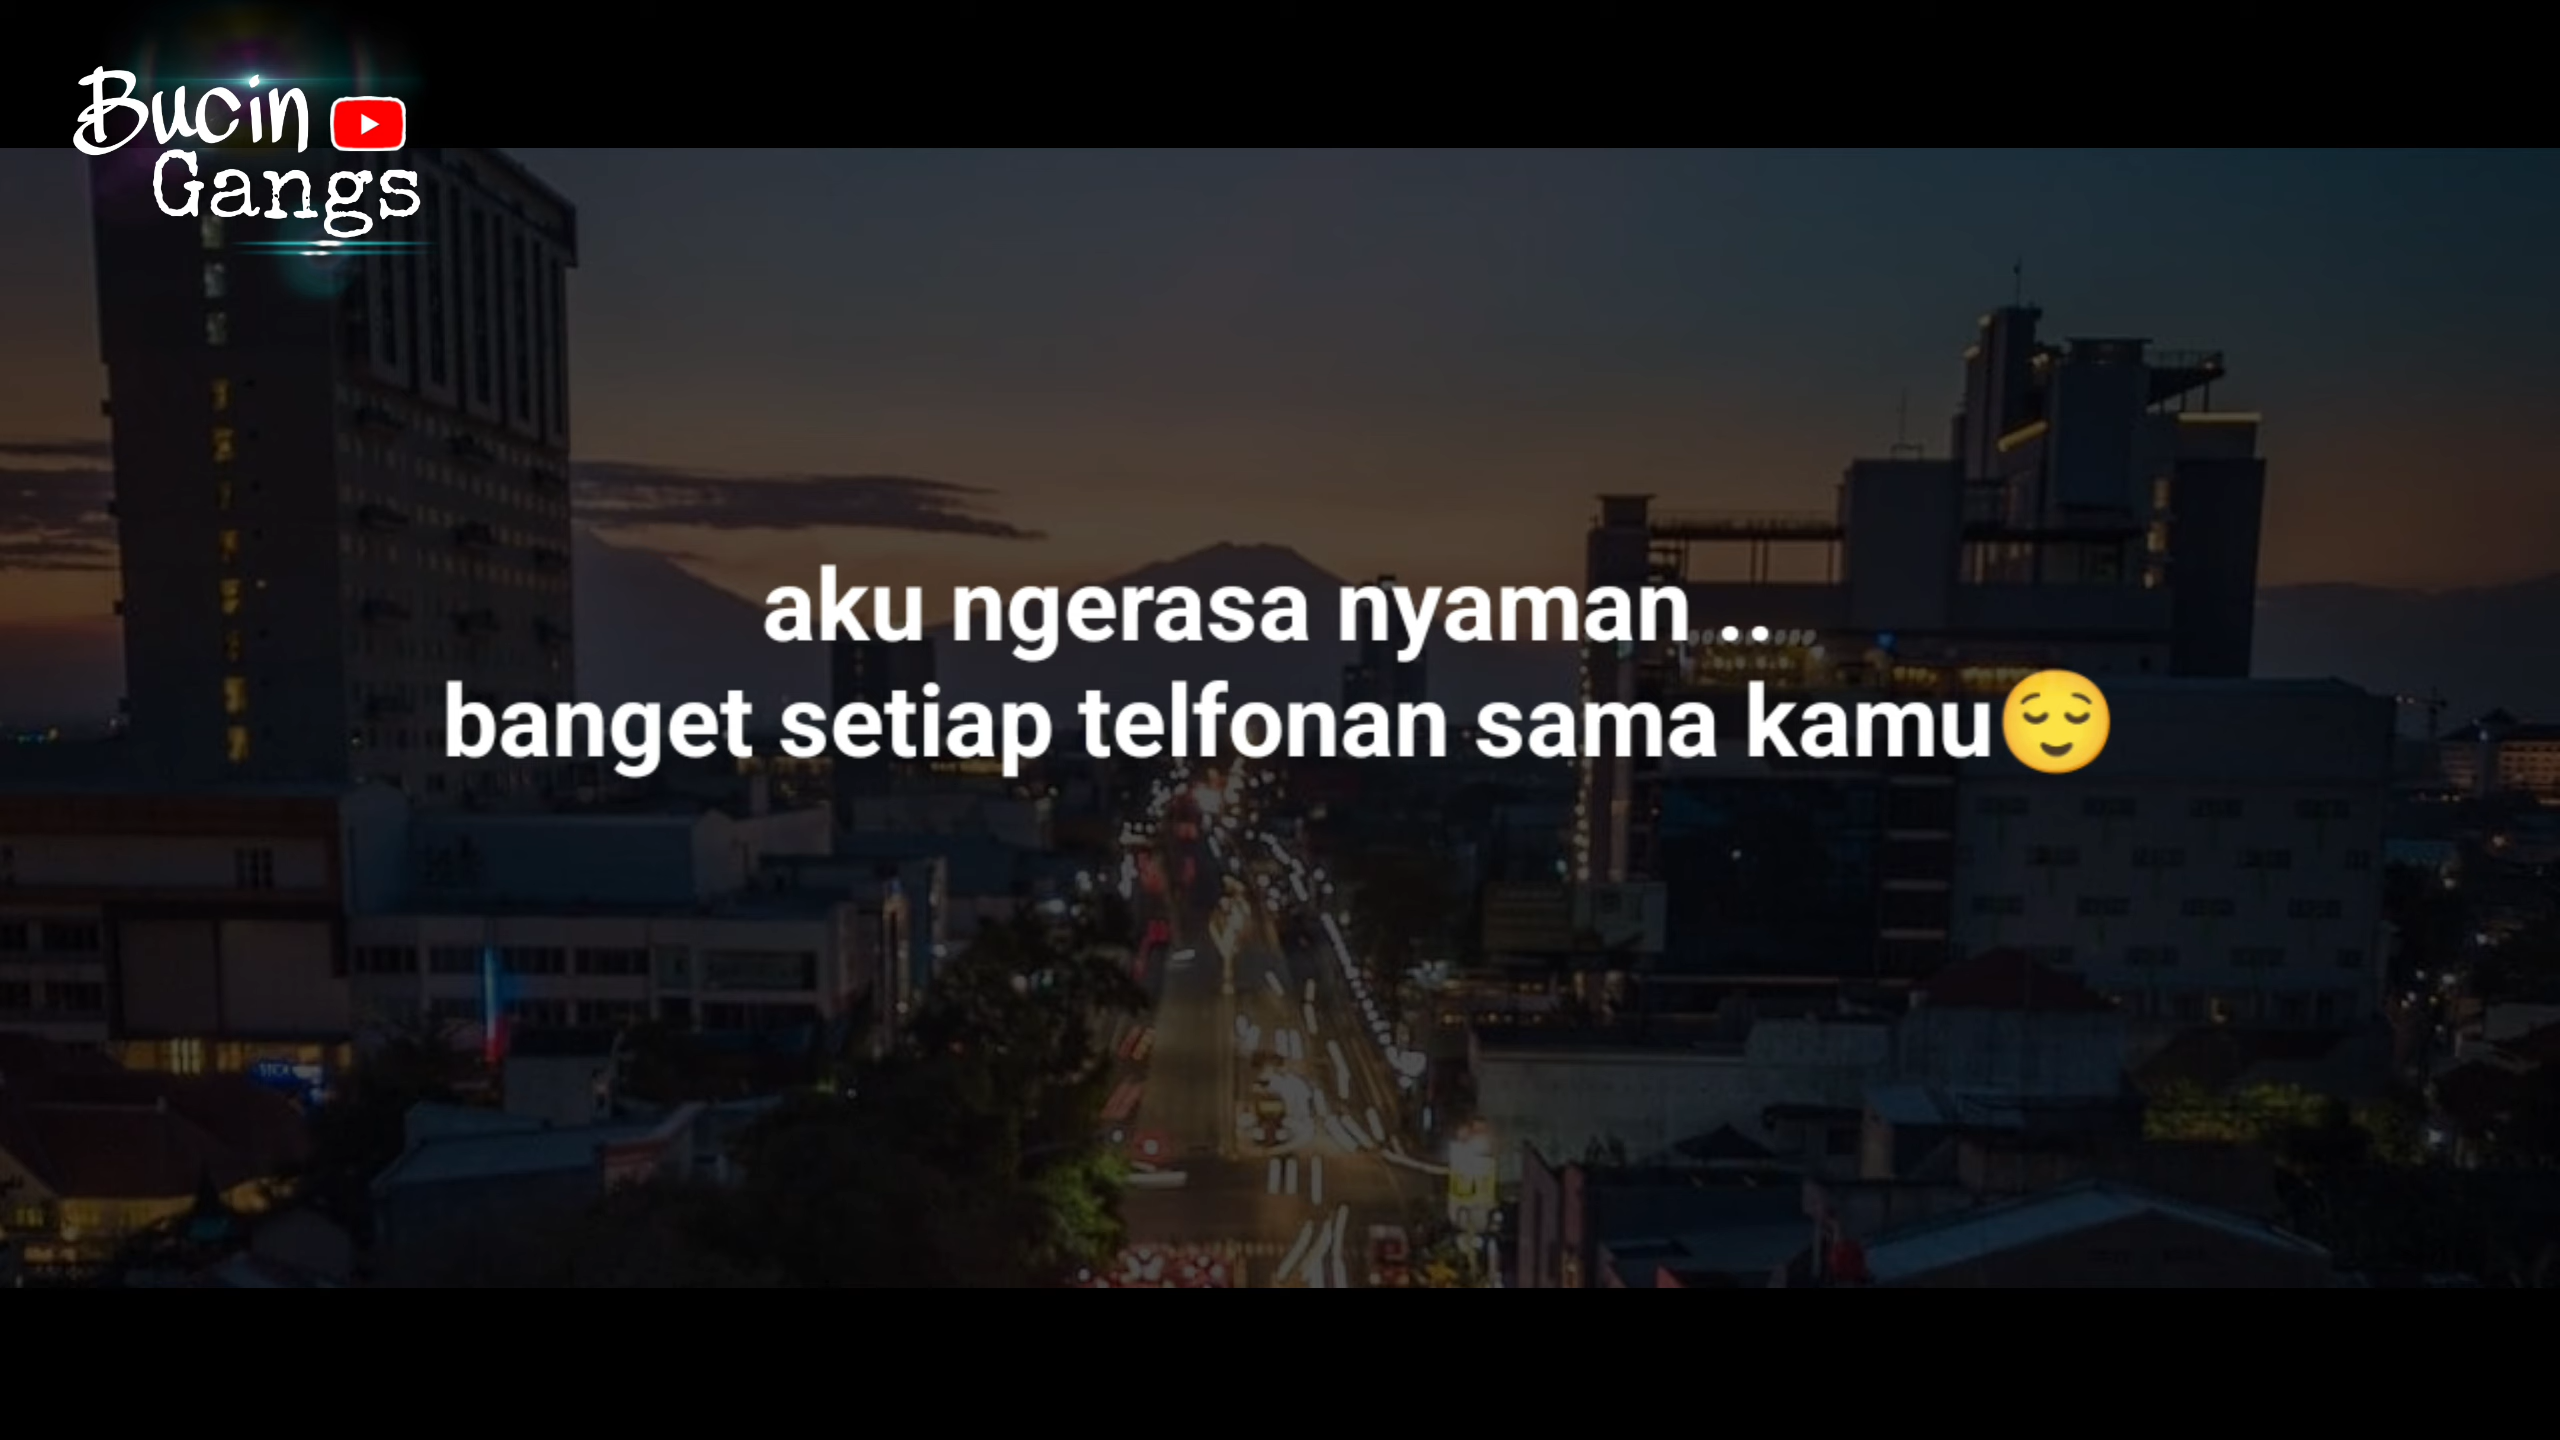 Bucin
Gangs
aku ngerasa nyaman ..
banget setiap telfonan sama kamu😌